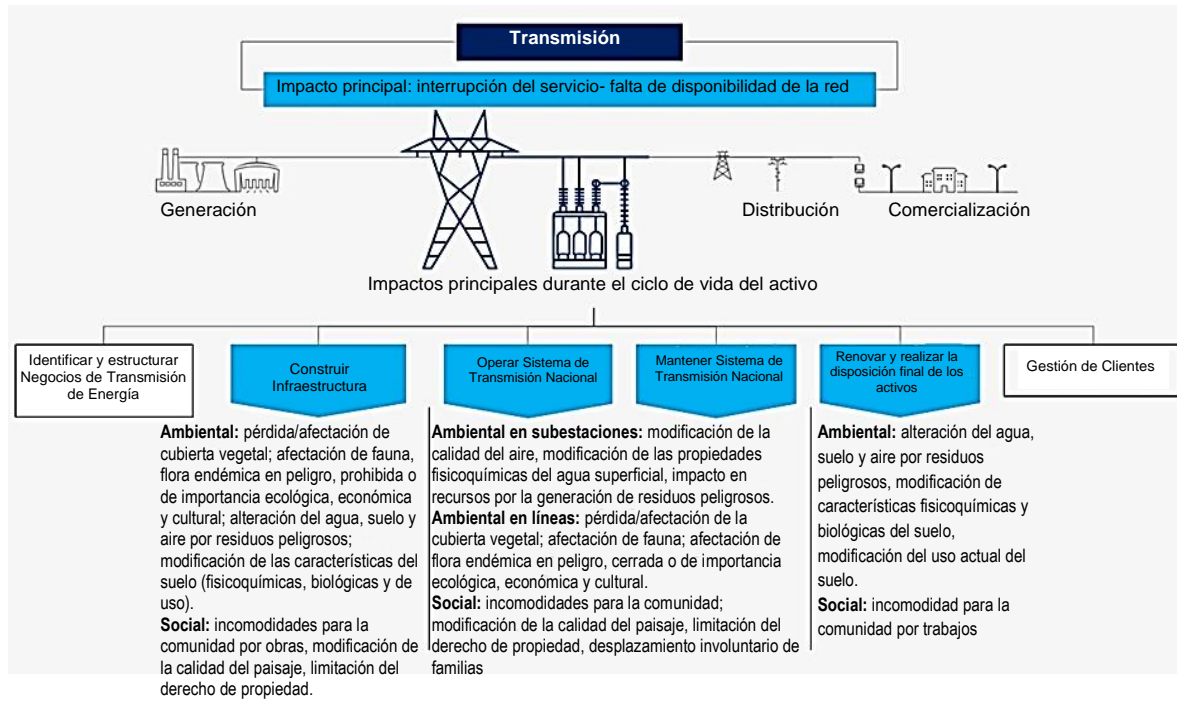 Transmisión
Impacto principal: interrupción del servicio- falta de disponibilidad de la red
Generación
Distribución
Comercialización
Impactos principales durante el ciclo de vida del activo
Identificar y estructurar
Negocios de Transmisión
de Energía
Construir
Infraestructura
Operar Sistema de
Transmisión Nacional
Mantener Sistema de
Transmisión Nacional
Renovar y realizar la
disposición final de los
activos
Gestión de Clientes
Ambiental: pérdida/afectación de
cubierta vegetal; afectación de fauna,
flora endémica en peligro, prohibida o
de importancia ecológica, económica
y cultural; alteración del agua, suelo y
aire por residuos peligrosos;
modificación de las características del
suelo (fisicoquímicas, biológicas y de
uso).
Social: incomodidades para la
comunidad por obras, modificación de
la calidad del paisaje, limitación del
derecho de propiedad.
Ambiental en subestaciones: modificación de la
calidad del aire, modificación de las propiedades
fisicoquímicas del agua superficial, impacto en
recursos por la generación de residuos peligrosos.
Ambiental en líneas: pérdida/afectación de la
cubierta vegetal; afectación de fauna; afectación de
flora endémica en peligro, cerrada o de importancia
ecológica, económica y cultural.
Social: incomodidades para la comunidad;
modificación de la calidad del paisaje, limitación del
derecho de propiedad, desplazamiento involuntario de
familias
Ambiental: alteración del agua,
suelo y aire por residuos
peligrosos, modificación de
características fisicoquímicas y
biológicas del suelo,
modificación del uso actual del
suelo.
Social: incomodidad para la
comunidad por trabajos